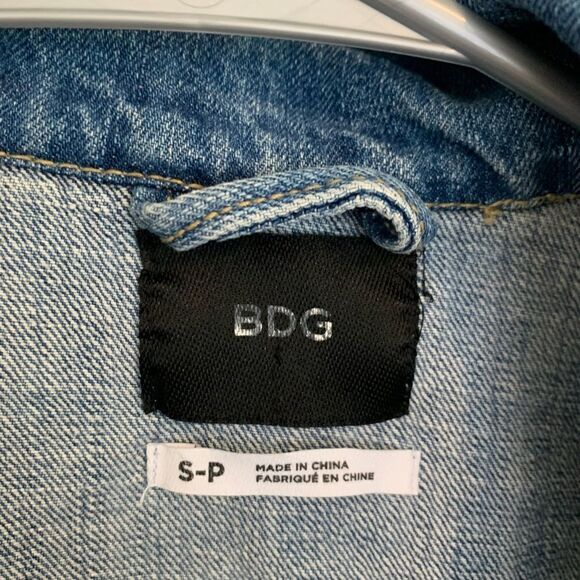 BDG
S-P
MADE IN CHINA
FABRIQUÉ EN CHINE